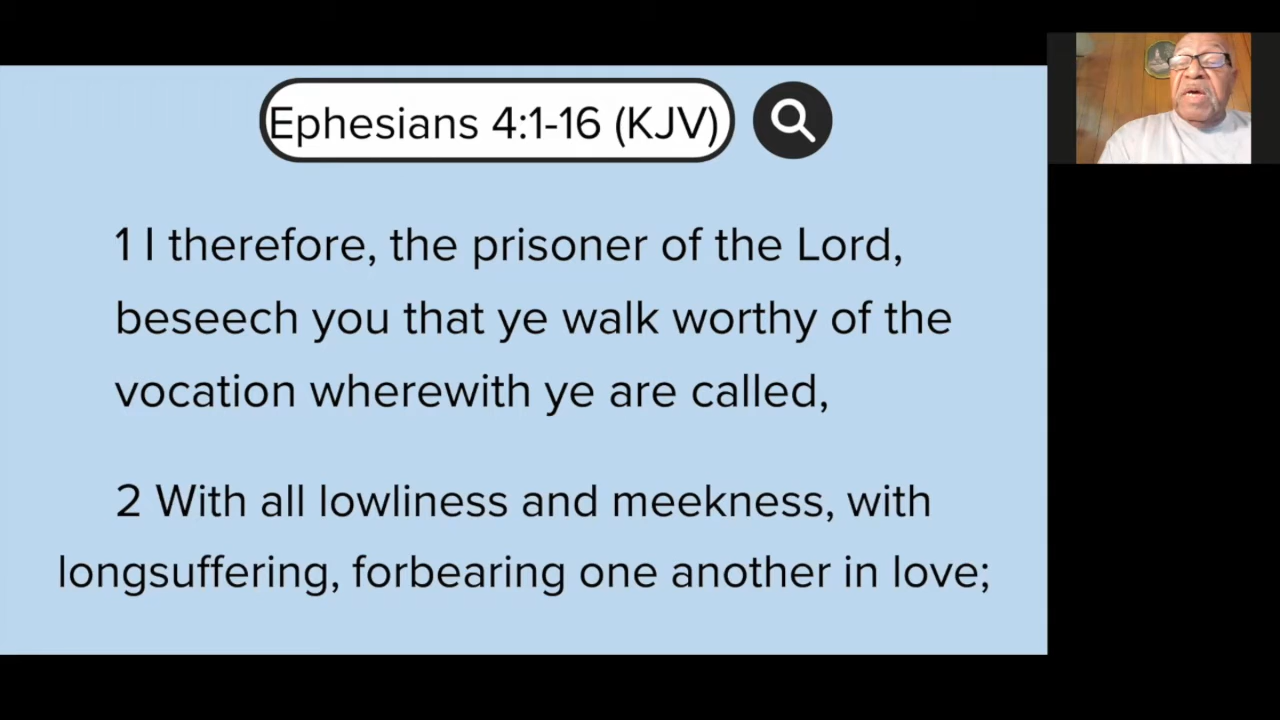 Ephesians 4:1-16 (KJV)
1 I therefore, the prisoner of the Lord,
beseech you that ye walk worthy of the
vocation wherewith ye are called,
2 With all lowliness and meekness, with
longsuffering, forbearing one another in love;